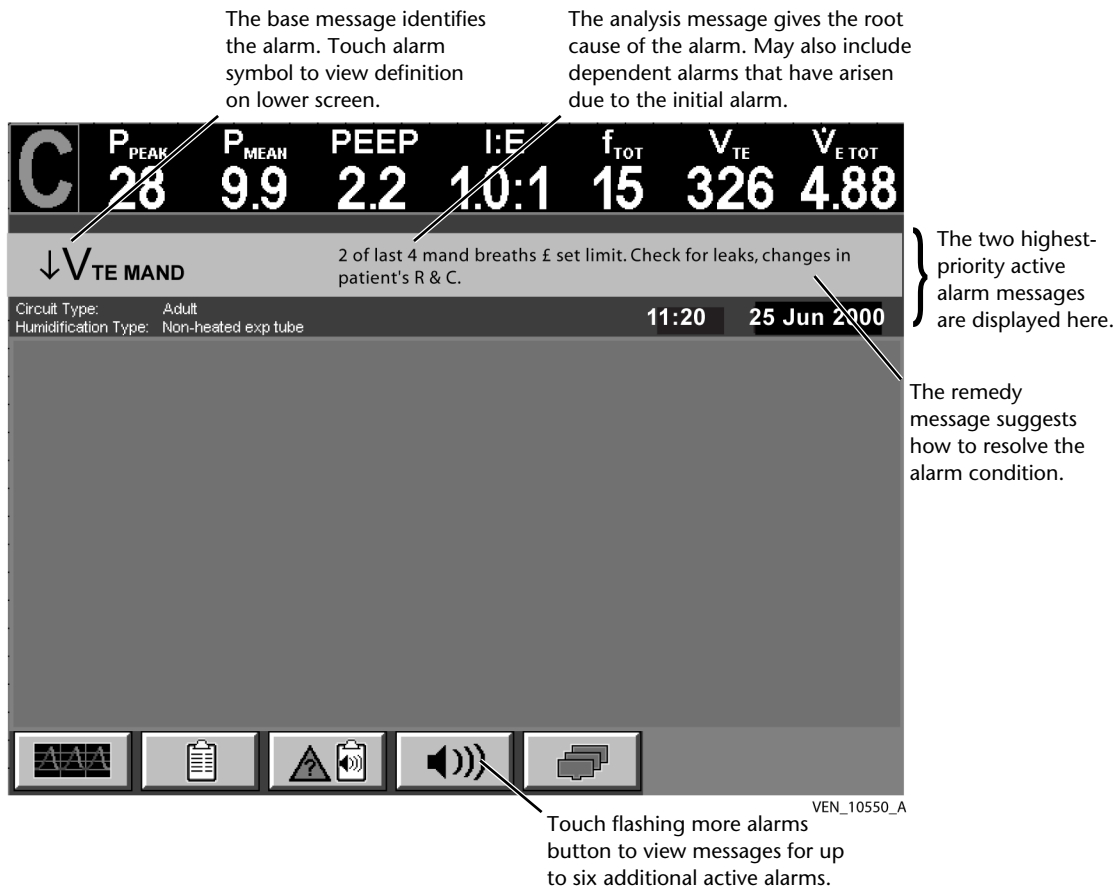 The base message identifies
the alarm. Touch alarm
symbol to view definition
on lower screen.
The analysis message gives the root
cause of the alarm. May also include
dependent alarms that have arisen
due to the initial alarm.
C
PPEAK PMEAN PEEP I:E fTOT VTE V̇E TOT
28 9.9 2.2 1.0:1 15 326 4.88
↓VTE MAND
2 of last 4 mand breaths £ set limit. Check for leaks, changes in
patient's R & C.
The two highest-
priority active
alarm messages
are displayed here.
Circuit Type: Adult
Humidification Type: Non-heated exp tube
11:20 25 Jun 2000
The remedy
message suggests
how to resolve the
alarm condition.
?
VEN_10550_A
Touch flashing more alarms
button to view messages for up
to six additional active alarms.